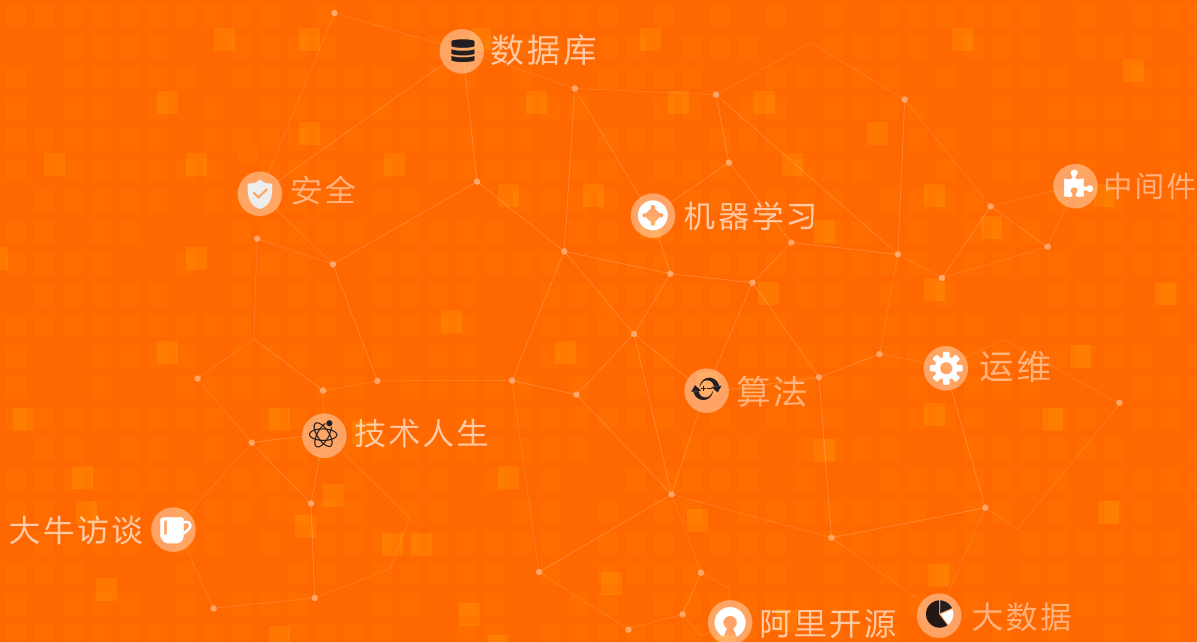 数据库
安全
中间件
机器学习
运维
算法
技术人生
大牛访谈
阿里开源
大数据